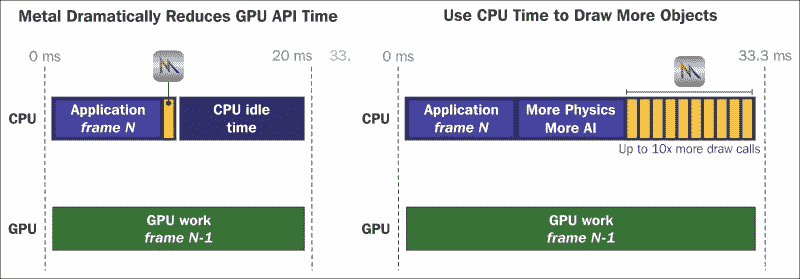 Metal Dramatically Reduces GPU API Time
0 ms
20 ms
33.
CPU
Application
frame N
CPU idle
time
GPU
GPU work
frame N-1
Use CPU Time to Draw More Objects
0 ms
33.3 ms
CPU
Application
frame N
More Physics
More AI
Up to 10x more draw calls
GPU
GPU work
frame N-1